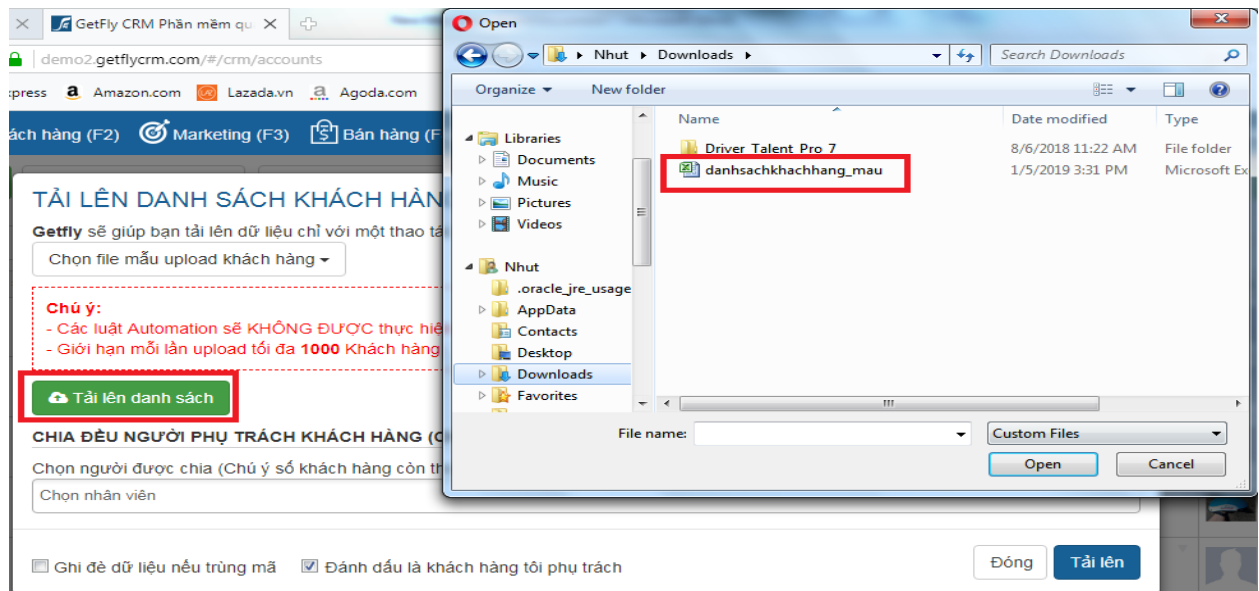 GetFly CRM Phần mềm qu
Open
demo2.getflycrm.com/#/crm/accounts
Nhut Downloads
Search Downloads
xpress Amazon.com Lazada.vn Agoda.com
Organize New folder
ách hàng (F2) Marketing (F3) Bán hàng (F
Name Date modified Type
Libraries
Documents
Music
Pictures
Videos
Nhut
.oracle_jre_usage
AppData
Contacts
Desktop
Downloads
Favorites
Driver Talent Pro 7 8/6/2018 11:22 AM File folder
danhsachkhachhang_mau 1/5/2019 3:31 PM Microsoft Ex
File name: Custom Files
Open Cancel
TẢI LÊN DANH SÁCH KHÁCH HÀN
Getfly sẽ giúp bạn tải lên dữ liệu chỉ với một thao tá
Chọn file mẫu upload khách hàng
Chú ý:
- Các luật Automation sẽ KHÔNG ĐƯỢC thực hiệ
- Giới hạn mỗi lần upload tối đa 1000 Khách hàng
Tải lên danh sách
CHIA ĐỀU NGƯỜI PHỤ TRÁCH KHÁCH HÀNG (C
Chọn người được chia (Chú ý số khách hàng còn th
Chọn nhân viên
Ghi đè dữ liệu nếu trùng mã Đánh dấu là khách hàng tôi phụ trách
Đóng Tải lên